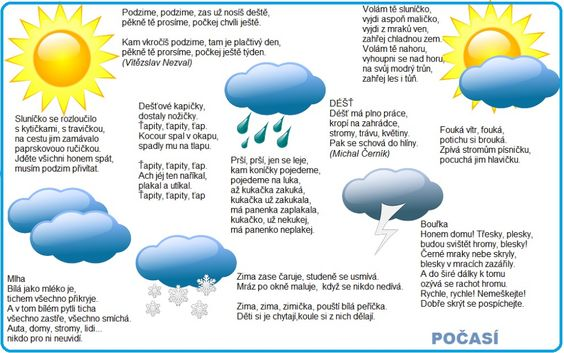 Podzime, podzime, zas už nosíš deště,
pěkně tě prosíme, počkej chvíli ještě.
Kam vkročíš podzime, tam je plačtivý den,
pěkně tě prorsíme, počkej ještě týden.
(Vítězslav Nezval)
Volám tě sluníčko,
vyjdi aspoň maličko,
vyjdi z mraků ven,
zahřej chladnou zem.
Volám tě nahoru,
vyhoupni se nad horu,
na svůj modrý trůn,
zahřej les i tůň.
Sluníčko se rozloučilo
s kytičkami, s travičkou,
na cestu jim zamávalo
paprskovouo ručičkou.
Jděte všichni honem spát,
musím podzim přivítat.
Dešťové kapičky,
dostaly nožičky.
Ťapity, ťapity, ťap.
Kocour spal v okapu,
spadly mu na tlapu.
Ťapity, ťapity, ťap.
Ach jéj ten naříkal,
plakal a utíkal.
Ťapity, ťapity, ťap
Prší, prší, jen se leje,
kam koníčky pojedeme,
pojedeme na luka,
až kukačka zakuká,
kukačka už zakukala,
má panenka zaplakala,
kukačko, už nekukej,
má panenko neplakej.
DÉŠŤ
Déšť má plno práce,
kropí na zahrádce,
stromy, trávu, květiny.
Pak se schová do hlíny.
(Michal Černík)
Fouká vítr, fouká,
potichu si brouká.
Zpívá stromům písničku,
pocuchá jim hlavičku.
Mlha
Bílá jako mléko je,
tichem všechno přikryje.
A v tom bílém pytli ticha
všechno zastře, všechno smíchá.
Auta, domy, stromy, lidi...
nikdo pro ni neuvidí.
Zima zase čaruje, studeně se usmívá.
Mráz po okně maluje, když se nikdo nedívá.
Zima, zima, zimička, pouští bílá peříčka.
Děti si je chytají,koule si z nich dělají.
Bouřka
Honem domu! Třesky, plesky,
budou svištět hromy, blesky!
Černé mraky nebe skryly,
blesky v mracích zazářily.
A do širé dálky k tomu
ozývá se rachot hromu.
Rychle, rychle! Nemeškejte!
Dobře skrýt se pospíchejte.
POČASÍ